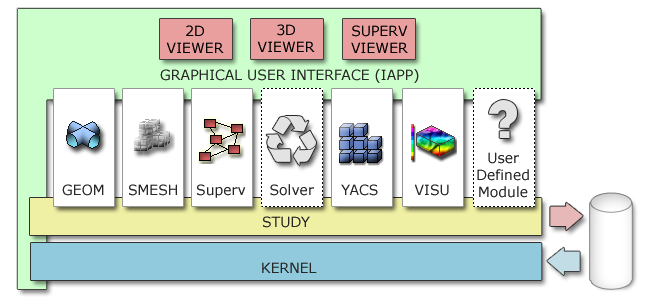 2D
VIEWER
3D
VIEWER
SUPERV
VIEWER
GRAPHICAL USER INTERFACE (IAPP)
GEOM
SMESH
Superv
Solver
YACS
VISU
?
User
Defined
Module
STUDY
KERNEL